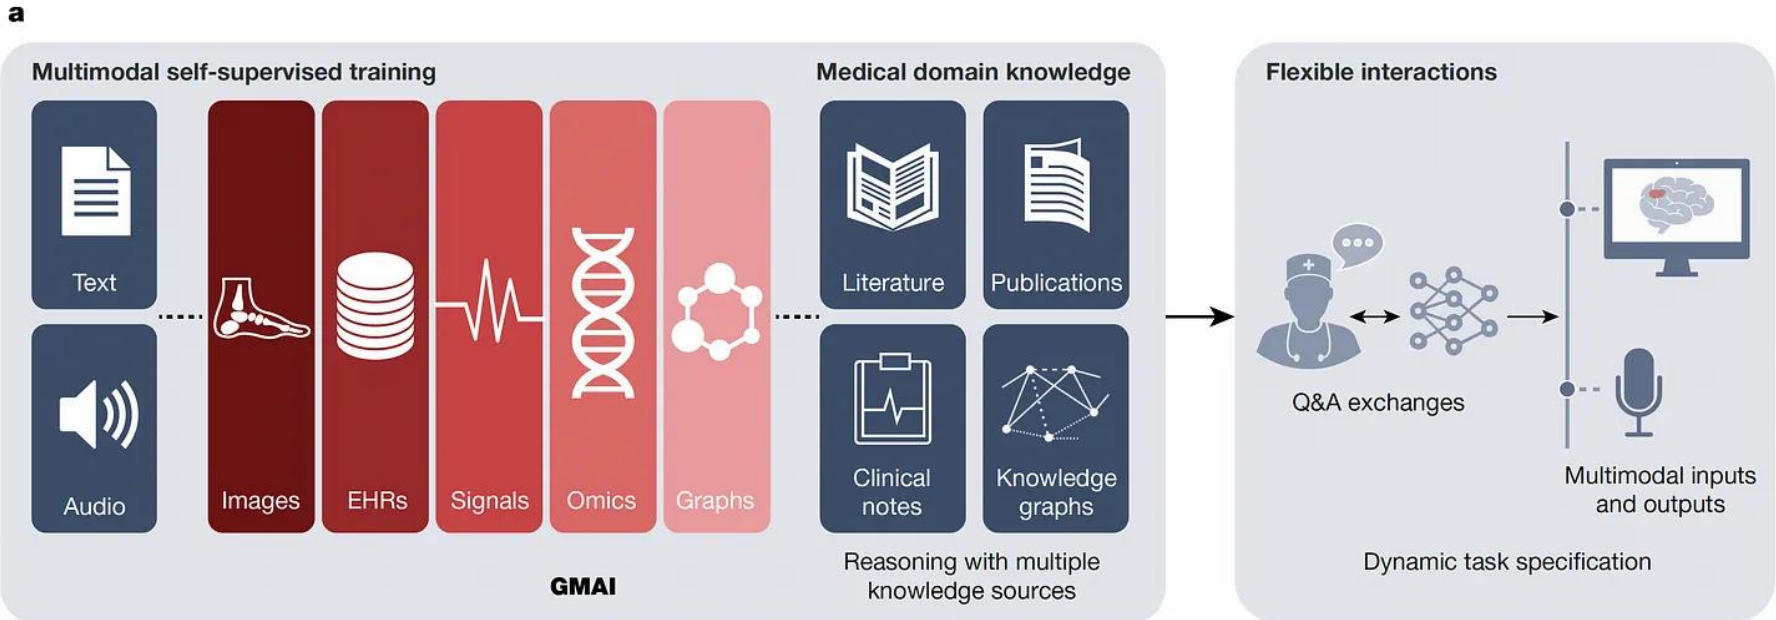 a
Multimodal self-supervised training
Text
Audio
Images
EHRs
Signals
Omics
Graphs
GMAI
Medical domain knowledge
Literature
Publications
Clinical
notes
Knowledge
graphs
Reasoning with multiple
knowledge sources
Flexible interactions
Q&A exchanges
Multimodal inputs
and outputs
Dynamic task specification